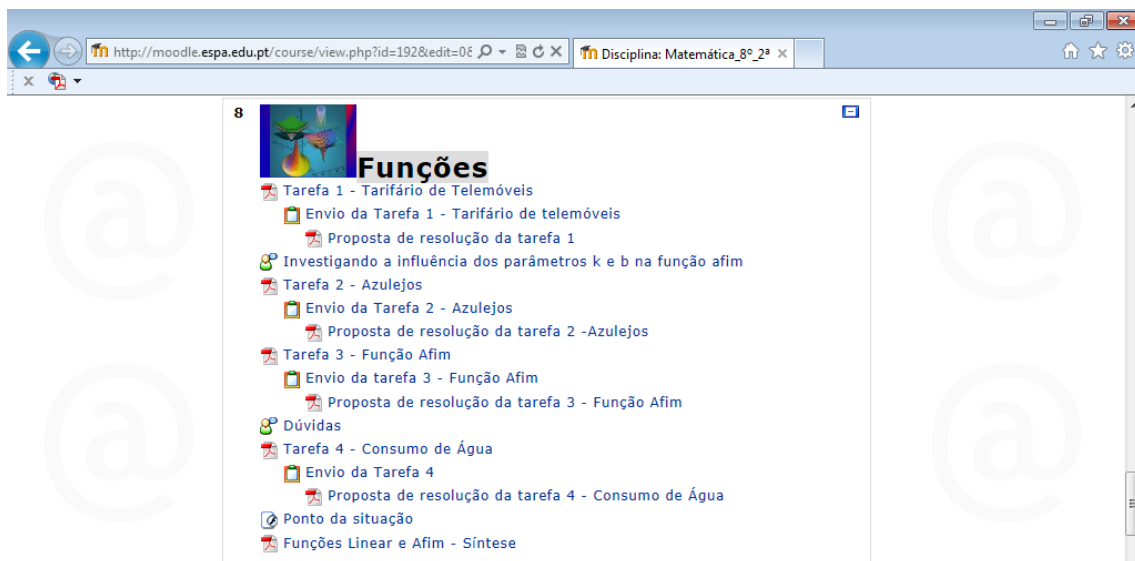 http://moodle.espa.edu.pt/course/view.php?id=192&edit=0&
Disciplina: Matemática_8º_2ª
8
Funções
Tarefa 1 - Tarifário de Telemóveis
Envio da Tarefa 1 - Tarifário de telemóveis
Proposta de resolução da tarefa 1
Investigando a influência dos parâmetros k e b na função afim
Tarefa 2 - Azulejos
Envio da Tarefa 2 - Azulejos
Proposta de resolução da tarefa 2 -Azulejos
Tarefa 3 - Função Afim
Envio da tarefa 3 - Função Afim
Proposta de resolução da tarefa 3 - Função Afim
Dúvidas
Tarefa 4 - Consumo de Água
Envio da Tarefa 4
Proposta de resolução da tarefa 4 - Consumo de Água
Ponto da situação
Funções Linear e Afim - Síntese